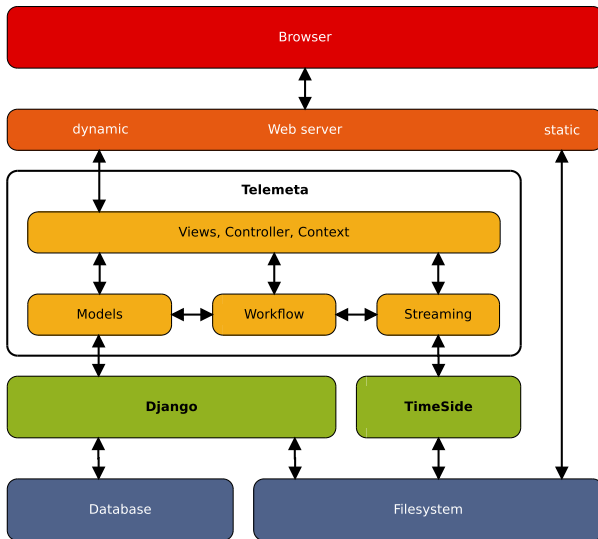 Browser
dynamic Web server static
Telemeta
Views, Controller, Context
Models Workflow Streaming
Django TimeSide
Database Filesystem